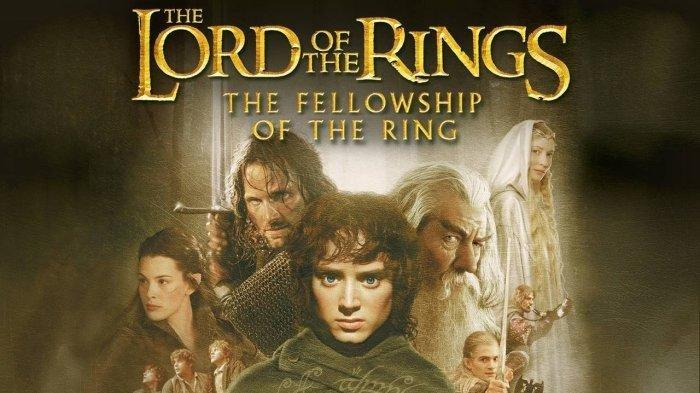 THE
LORD OF THE RINGS
THE FELLOWSHIP
OF THE RING